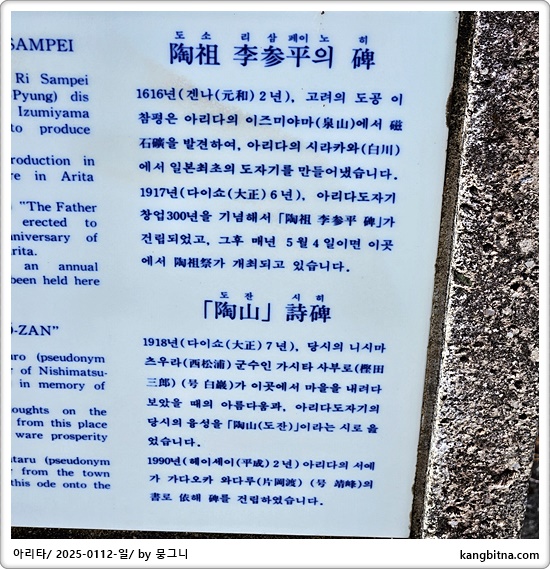 SAMPEI
Ri Sampei
Pyung) dis
Izumiyama
to produce
roduction in
re in Arita
"The Father
erected to
niversary of
rita.
an annual
been held here
O-ZAN”
aro (pseudonym
r of Nishimatsu-
in memory of
oughts on the
from this place
ware prosperity
ataru (pseudonym
y from the town
this ode onto the
도 소 리 삼 페이 노 히
陶祖 李参平의 碑
1616년(겐나(元和)2년), 고려의 도공 이
참평은 아리다의 이즈미야마(泉山)에서 磁
石礦을 발견하여, 아리다의 시라카와(白川)
에서 일본최초의 도자기를 만들어냈습니다.
1917년(다이쇼(大正)6년), 아리다도자기
창업300년을 기념해서 「陶祖 李参平 碑」가
건립되었고, 그후 매년 5월4일이면 이곳
에서 陶祖祭가 개최되고 있습니다.
도 잔 시 히
「陶山」 詩碑
1918년(다이쇼(大正)7년), 당시의 니시마
츠우라(西松浦) 군수인 가시타 사부로(樫田
三郎) (号 白巌)가 이곳에서 마을을 내려다
보았을 때의 아름다움과, 아리다도자기의
당시의 융성을 「陶山(도잔)」이라는 시로 읊
었습니다.
1990년(헤이세이(平成)2년) 아리다의 서예
가 가다오카 와다루(片岡渡) (号 靖峰)의
書로 依해 碑를 건립하였습니다.
아리타/ 2025-0112-일/ by 뭉그니
kangbitna.com